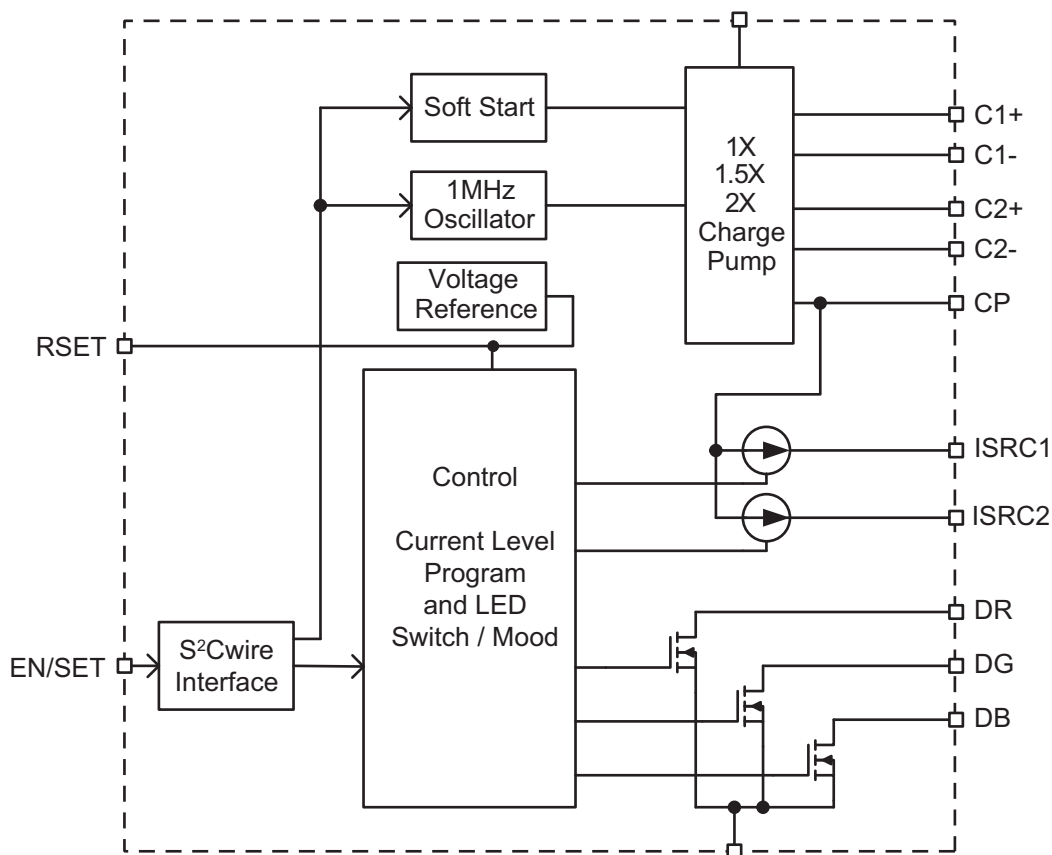 Soft Start
1MHz
Oscillator
Voltage
Reference
1X
1.5X
2X
Charge
Pump
C1+
C1-
C2+
C2-
CP
RSET
Control
Current Level
Program
and LED
Switch / Mood
ISRC1
ISRC2
EN/SET
S²Cwire
Interface
DR
DG
DB